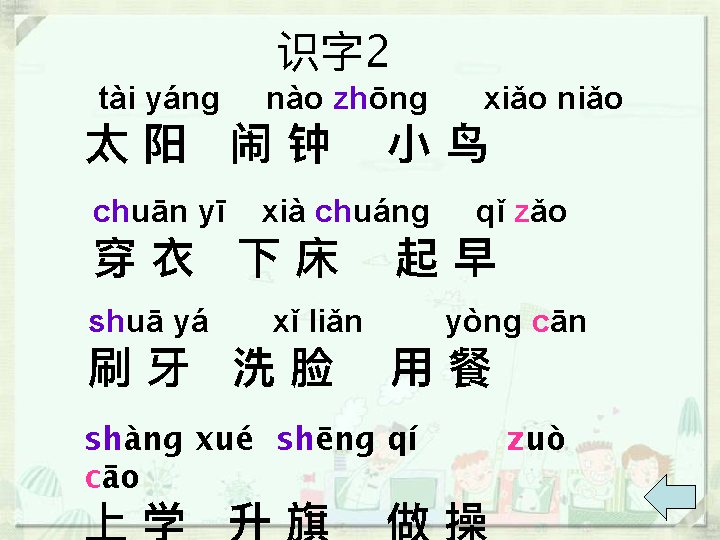 识字2
tài yáng nào zhōng xiǎo niǎo
太 阳 闹 钟 小 鸟
chuān yī xià chuáng qǐ zǎo
穿 衣 下 床 起 早
shuā yá xǐ liǎn yòng cān
刷 牙 洗 脸 用 餐
shàng xué shēng qí zuò
cāo
上 学 升 旗 做 操